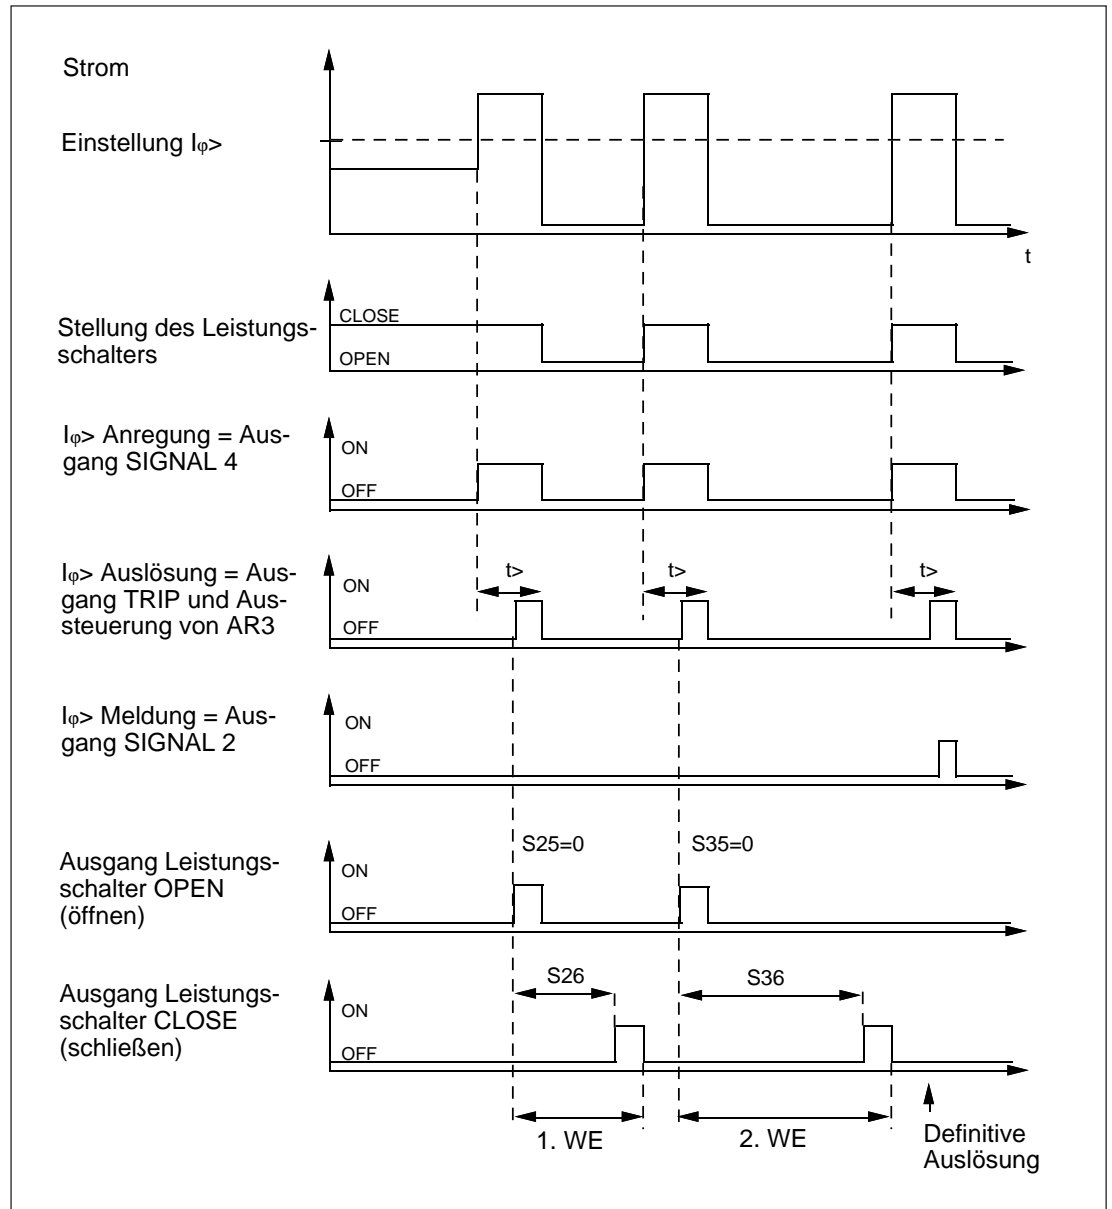 Strom
Einstellung Iφ>
t
Stellung des Leistungs-
schalters
CLOSE
OPEN
Iφ> Anregung = Aus-
gang SIGNAL 4
ON
OFF
Iφ> Auslösung = Aus-
gang TRIP und Aus-
steuerung von AR3
ON
OFF
t>
t>
t>
Iφ> Meldung = Aus-
gang SIGNAL 2
ON
OFF
Ausgang Leistungs-
schalter OPEN
(öffnen)
ON
OFF
S25=0
S35=0
Ausgang Leistungs-
schalter CLOSE
(schließen)
ON
OFF
S26
S36
1. WE
2. WE
Definitive
Auslösung